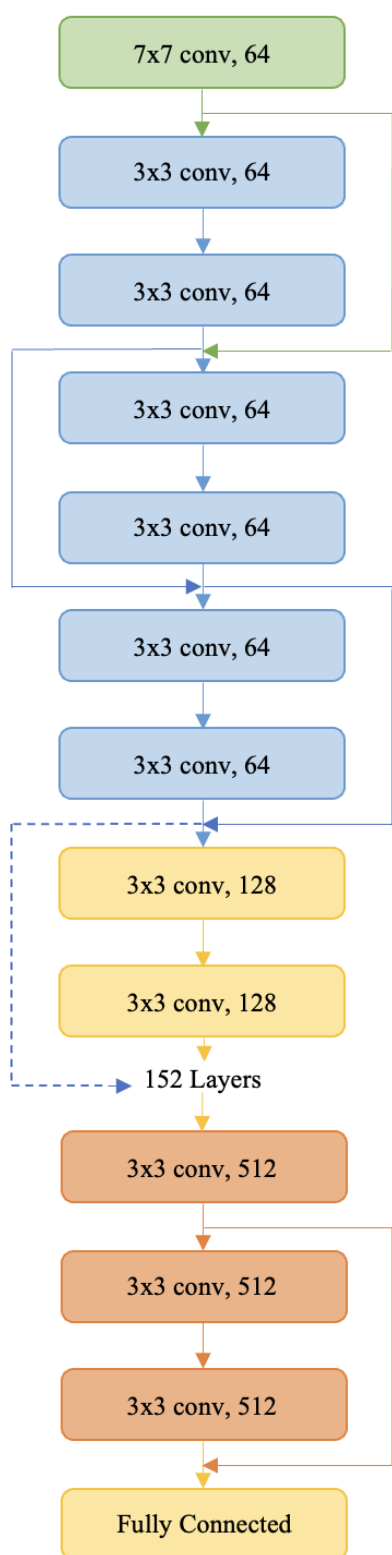 7x7 conv, 64
3x3 conv, 64
3x3 conv, 64
3x3 conv, 64
3x3 conv, 64
3x3 conv, 64
3x3 conv, 64
3x3 conv, 128
3x3 conv, 128
152 Layers
3x3 conv, 512
3x3 conv, 512
3x3 conv, 512
Fully Connected